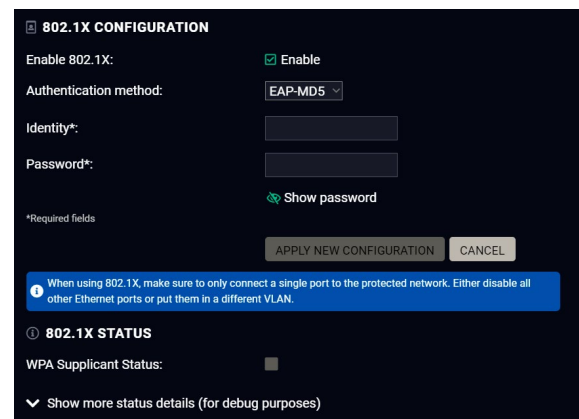 802.1X CONFIGURATION
Enable 802.1X:
Enable
Authentication method:
EAP-MD5
Identity*:
Password*:
Show password
*Required fields
APPLY NEW CONFIGURATION
CANCEL
When using 802.1X, make sure to only connect a single port to the protected network. Either disable all
other Ethernet ports or put them in a different VLAN.
802.1X STATUS
WPA Supplicant Status:
Show more status details (for debug purposes)